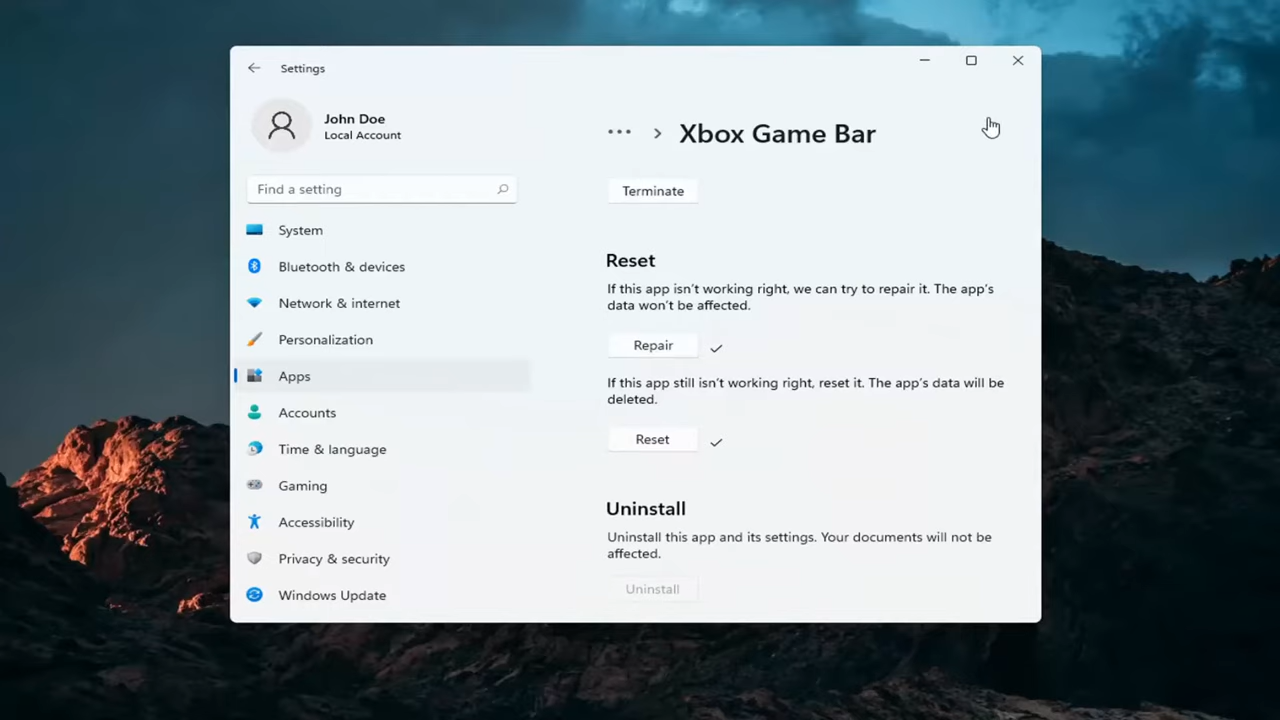 Settings
John Doe
Local Account
Find a setting
System
Bluetooth & devices
Network & internet
Personalization
Apps
Accounts
Time & language
Gaming
Accessibility
Privacy & security
Windows Update
... > Xbox Game Bar
Terminate
Reset
If this app isn't working right, we can try to repair it. The app's
data won't be affected.
Repair
If this app still isn't working right, reset it. The app's data will be
deleted.
Reset
Uninstall
Uninstall this app and its settings. Your documents will not be
affected.
Uninstall